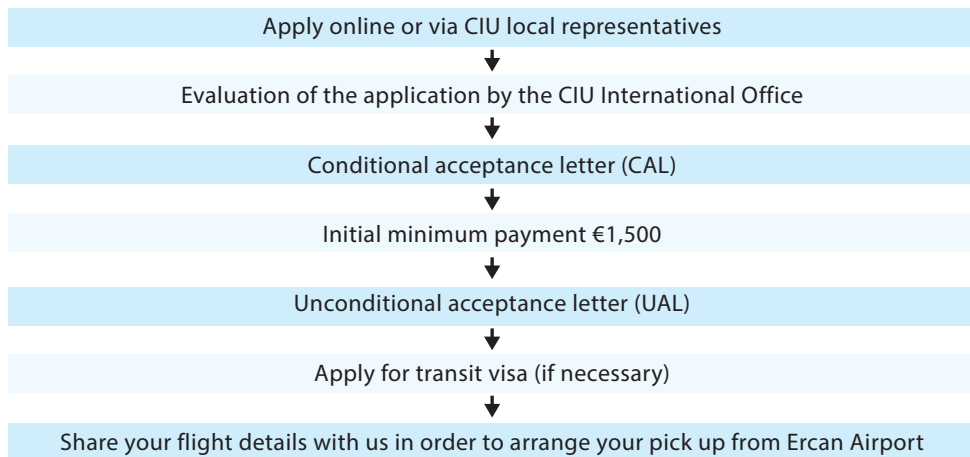 Apply online or via CIU local representatives
Evaluation of the application by the CIU International Office
Conditional acceptance letter (CAL)
Initial minimum payment €1,500
Unconditional acceptance letter (UAL)
Apply for transit visa (if necessary)
Share your flight details with us in order to arrange your pick up from Ercan Airport